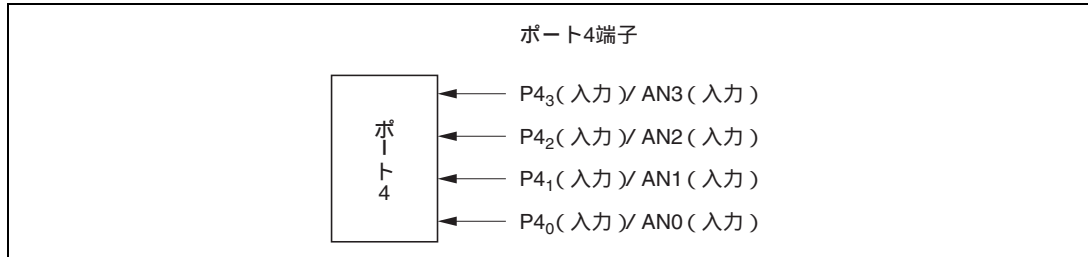 ポート4端子
ポート4
P4₃(入力)/ AN3(入力)
P4₂(入力)/ AN2(入力)
P4₁(入力)/ AN1(入力)
P4₀(入力)/ AN0(入力)